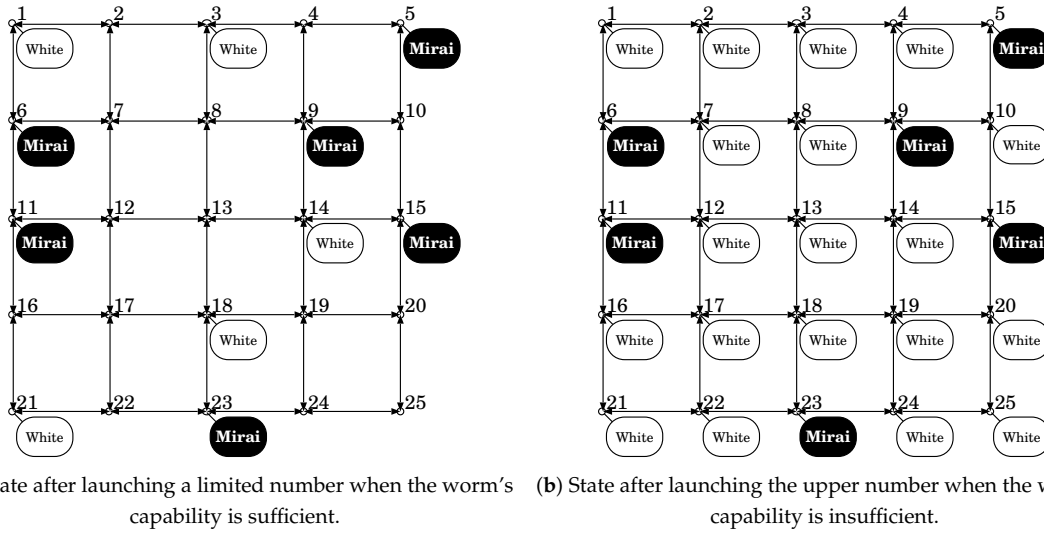 1 2 3 4 5
White White Mirai
6 7 8 9 10
Mirai Mirai
11 12 13 14 15
Mirai White Mirai
16 17 18 19 20
White
21 22 23 24 25
White Mirai
ate after launching a limited number when the worm's
capability is sufficient.
1 2 3 4 5
White White White White Mirai
6 7 8 9 10
Mirai White White Mirai White
11 12 13 14 15
Mirai White White White Mirai
16 17 18 19 20
White White White White White
21 22 23 24 25
White White Mirai White White
(b) State after launching the upper number when the w
capability is insufficient.